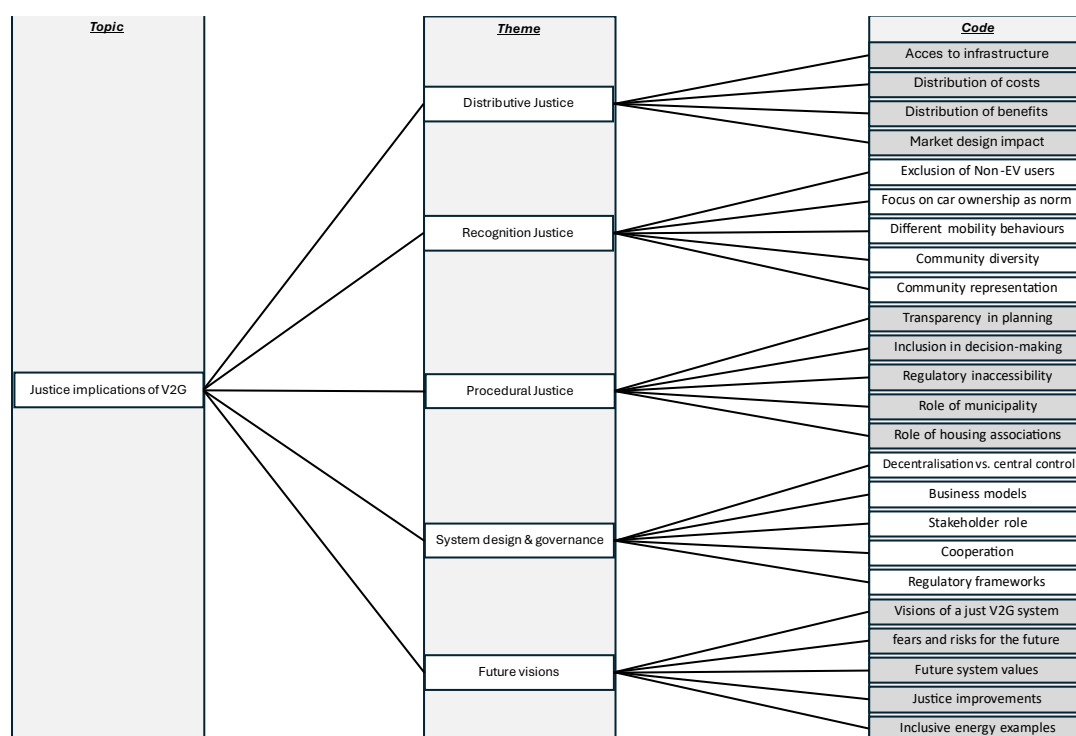 Topic
Theme
Code
Justice implications of V2G
Distributive Justice
Recognition Justice
Procedural Justice
System design & governance
Future visions
Acces to infrastructure
Distribution of costs
Distribution of benefits
Market design impact
Exclusion of Non-EV users
Focus on car ownership as norm
Different mobility behaviours
Community diversity
Community representation
Transparency in planning
Inclusion in decision-making
Regulatory inaccessibility
Role of municipality
Role of housing associations
Decentralisation vs. central control
Business models
Stakeholder role
Cooperation
Regulatory frameworks
Visions of a just V2G system
fears and risks for the future
Future system values
Justice improvements
Inclusive energy examples